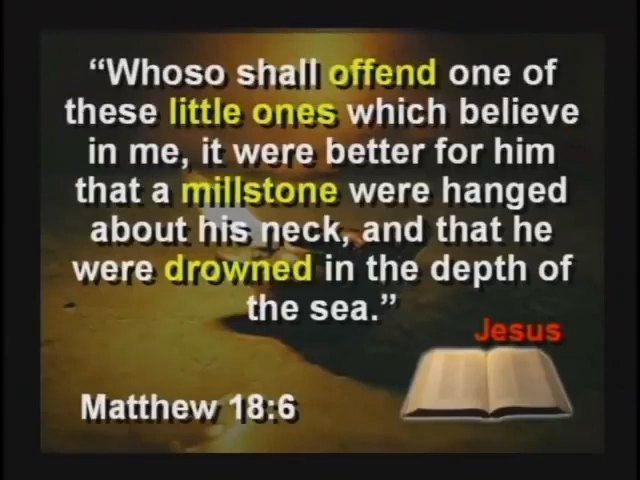 “Whoso shall offend one of
these little ones which believe
in me, it were better for him
that a millstone were hanged
about his neck, and that he
were drowned in the depth of
the sea.”
Jesus
Matthew 18:6